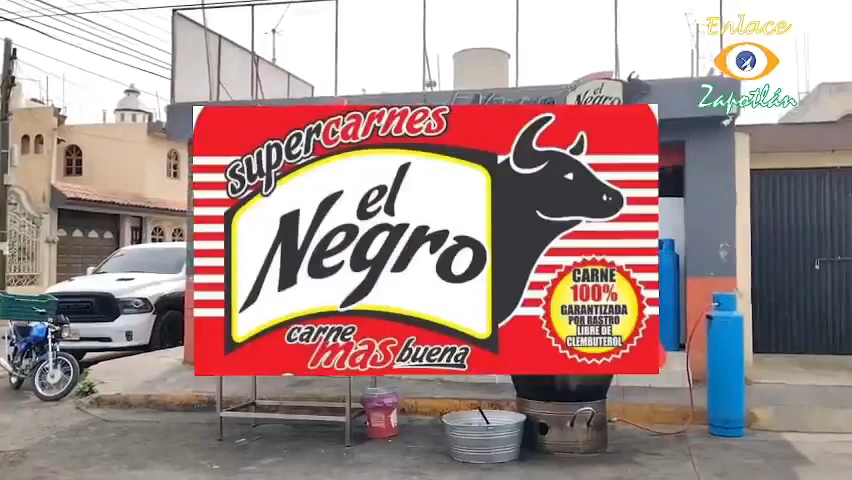 Enlace
Zapotlán
el
Negro
supercarnes
el
Negro
carne
mas buena
CARNE
100%
GARANTIZADA
POR RASTRO
LIBRE DE
CLEMBUTEROL